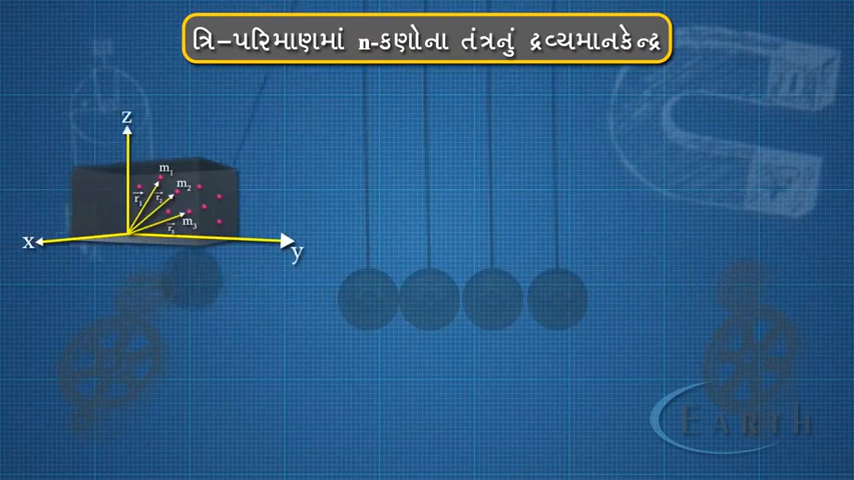 ત્રિ-પરિમાણમાં n-કણોના તંત્રનું દ્રવ્યમાનકેન્દ્ર
z
m₁
m₂
r₁
r₂
m₃
r₃
x
y
EARTH